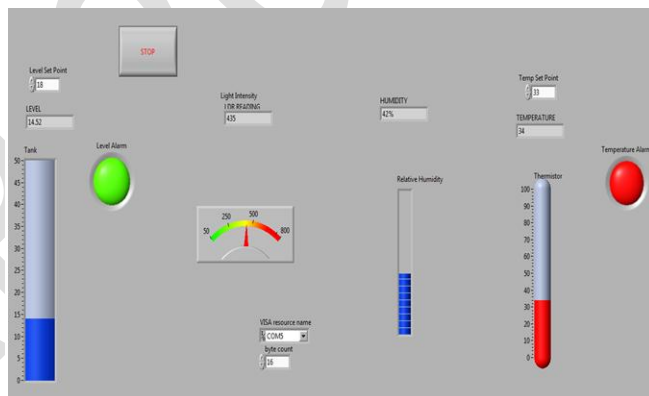 STOP
Level Set Point
18
Temp Set Point
33
Light Intensity
LDR READING
435
HUMIDITY
42%
LEVEL
14.52
TEMPERATURE
34
Tank
Level Alarm
Temperature Alarm
Relative Humidity
Thermistor
50
45
40
35
30
25
20
15
10
5
0
50
250
500
800
100
90
80
70
60
50
40
30
20
10
0
VISA resource name
COM5
byte count
16